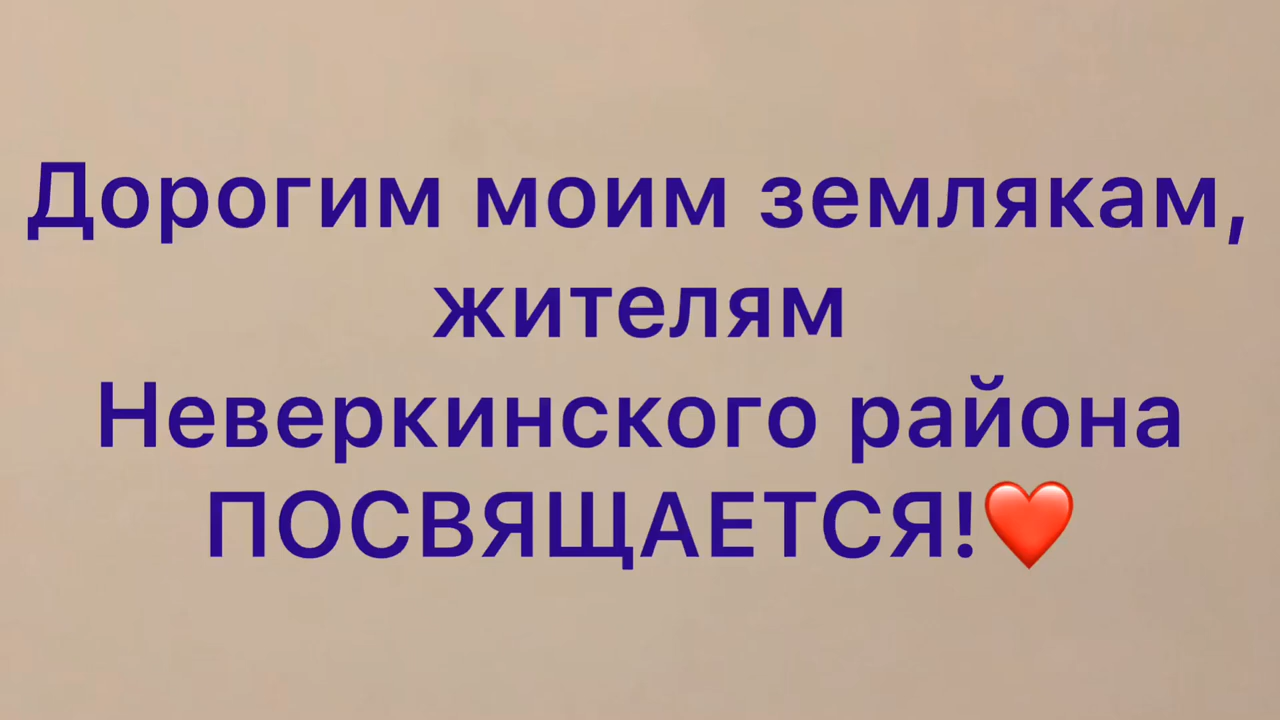 Дорогим моим землякам,
жителям
Неверкинского района
ПОСВЯЩАЕТСЯ!❤️